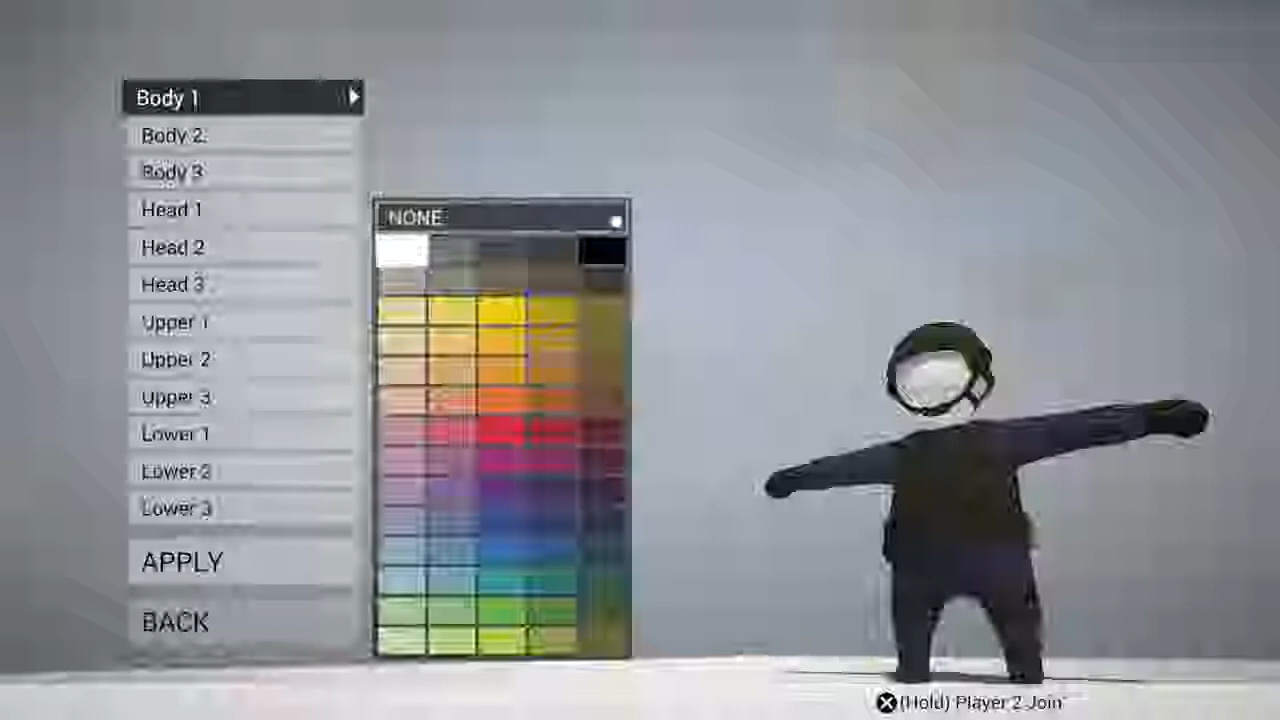 Body 1
Body 2
Body 3
Head 1
Head 2
Head 3
Upper 1
Upper 2
Upper 3
Lower 1
Lower 2
Lower 3
APPLY
BACK
NONE
(Hold) Player 2 Join